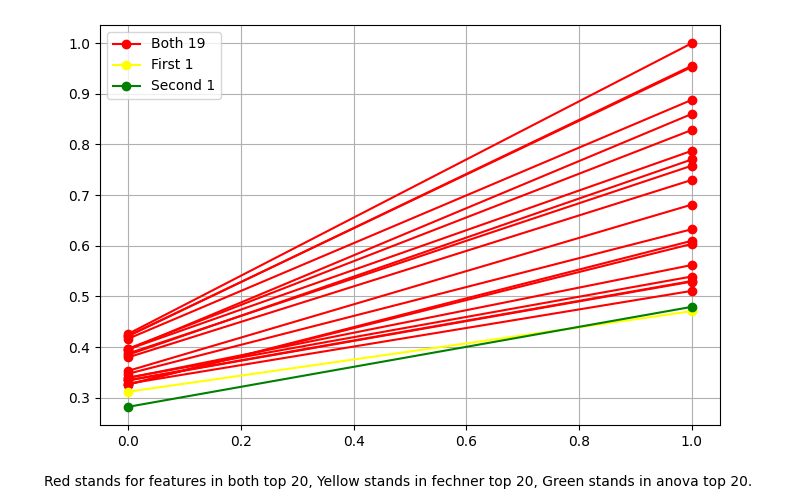 1.0
0.9
0.8
0.7
0.6
0.5
0.4
0.3
Both 19
First 1
Second 1
0.0 0.2 0.4 0.6 0.8 1.0
Red stands for features in both top 20, Yellow stands in fechner top 20, Green stands in anova top 20.